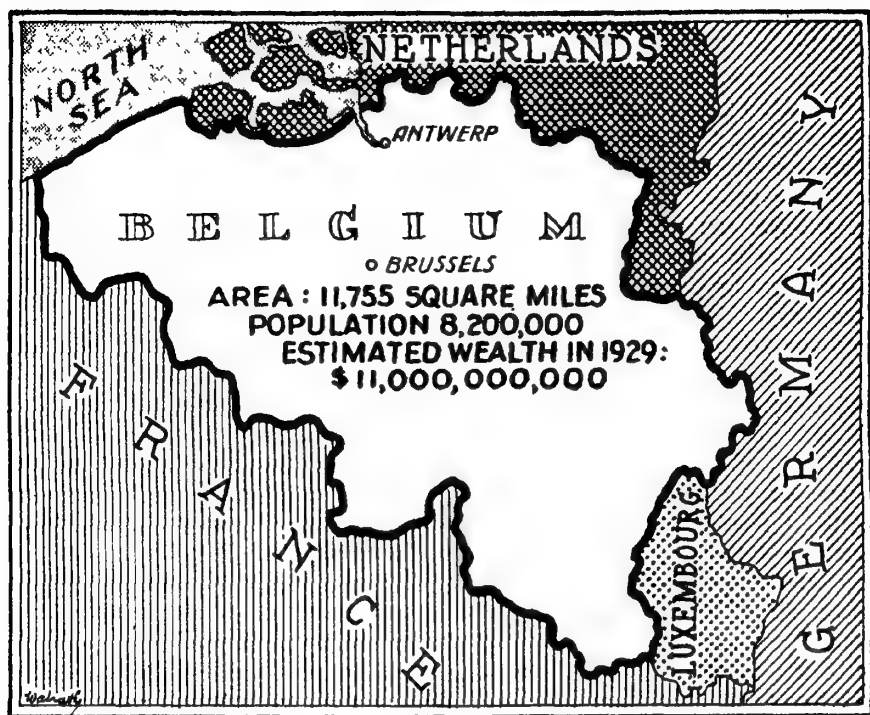 NORTH
SEA
NETHERLANDS
ANTWERP
BELGIUM
BRUSSELS
AREA: 11,755 SQUARE MILES
POPULATION 8,200,000
ESTIMATED WEALTH IN 1929:
$11,000,000,000
FRANCE
LUXEMBOURG
GERMANY